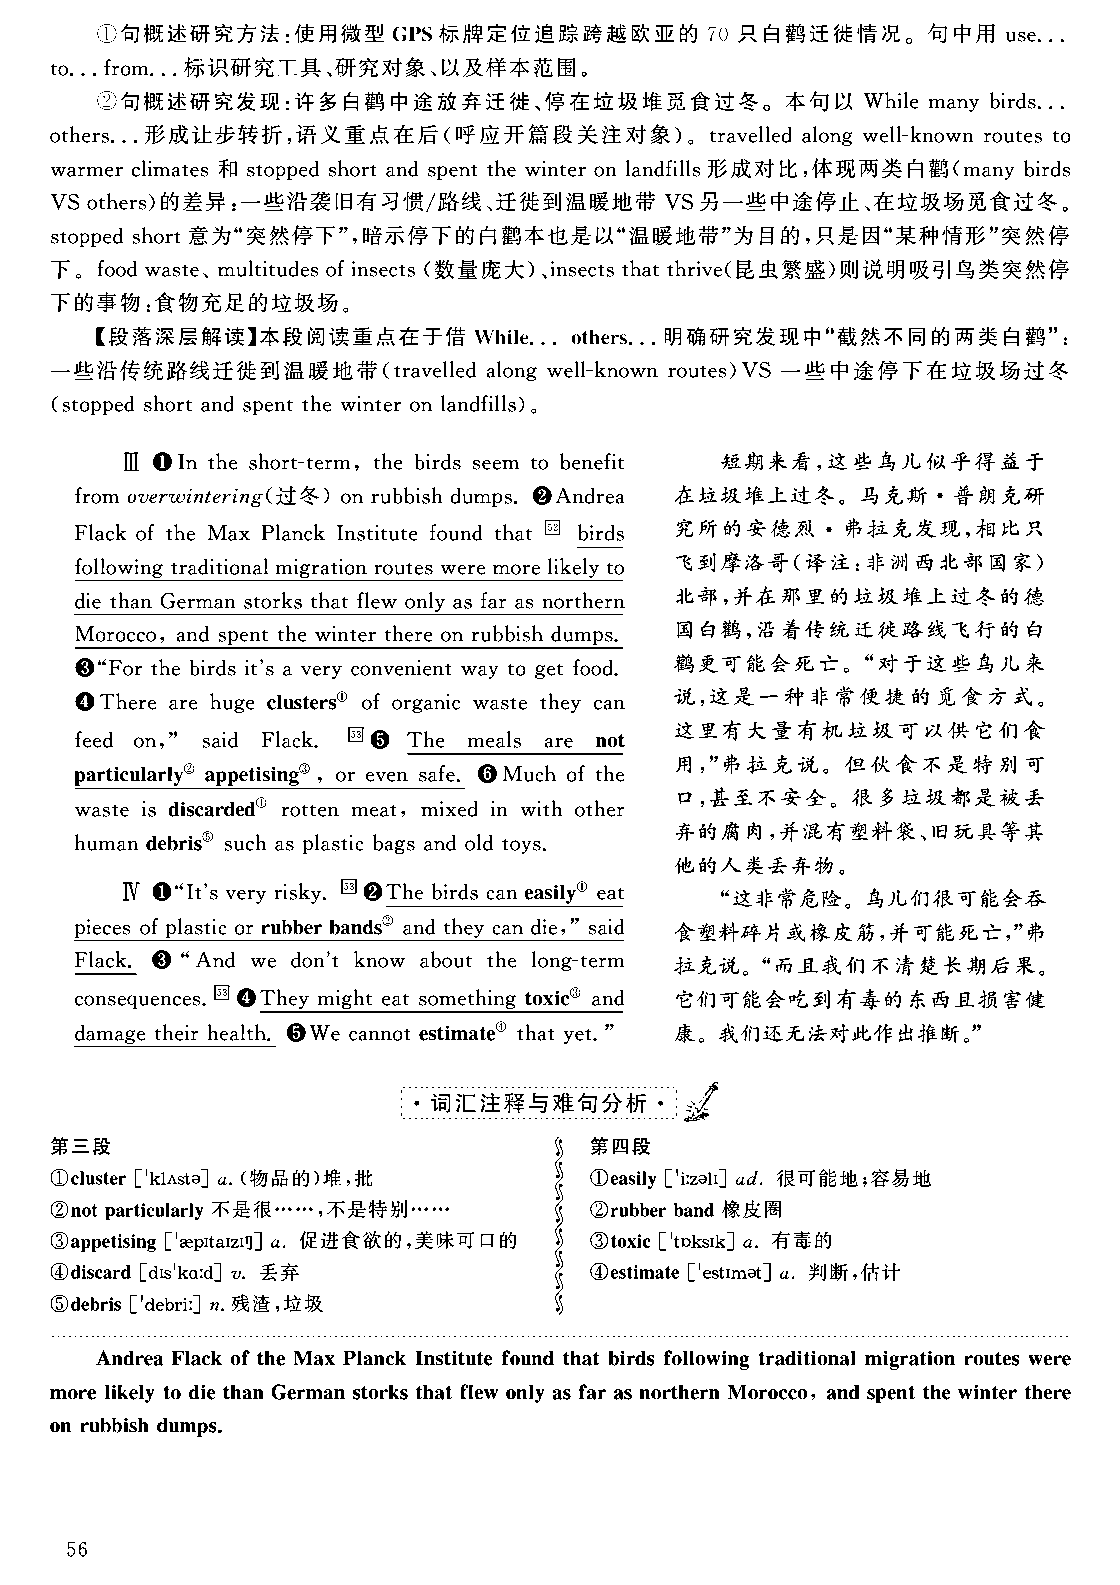 ①句概述研究方法:使用微型 GPS 标牌定位追踪跨越欧亚的 70 只白鹳迁徙情况。句中用 use...
to... from... 标识研究工具、研究对象、以及样本范围。
②句概述研究发现:许多白鹳中途放弃迁徙、停在垃圾堆觅食过冬。本句以 While many birds...
others... 形成让步转折,语义重点在后(呼应开篇段关注对象)。travelled along well-known routes to
warmer climates 和 stopped short and spent the winter on landfills 形成对比,体现两类白鹳(many birds
VS others)的差异:一些沿袭旧有习惯/路线、迁徙到温暖地带 VS 另一些中途停止、在垃圾场觅食过冬。
stopped short 意为“突然停下”,暗示停下的白鹳本也是以“温暖地带”为目的,只是因“某种情形”突然停
下。food waste、multitudes of insects (数量庞大)、insects that thrive(昆虫繁盛)则说明吸引鸟类突然停
下的事物:食物充足的垃圾场。
【段落深层解读】本段阅读重点在于借 While... others... 明确研究发现中“截然不同的两类白鹳”:
一些沿传统路线迁徙到温暖地带(travelled along well-known routes)VS 一些中途停下在垃圾场过冬
(stopped short and spent the winter on landfills)。
Ⅲ ❶In the short-term, the birds seem to benefit
from overwintering(过冬) on rubbish dumps. ❷Andrea
Flack of the Max Planck Institute found that 52 birds
following traditional migration routes were more likely to
die than German storks that flew only as far as northern
Morocco, and spent the winter there on rubbish dumps.
❸“For the birds it's a very convenient way to get food.
❹There are huge clusters① of organic waste they can
feed on,” said Flack. 53 ❺ The meals are not
particularly② appetising③, or even safe. ❻Much of the
waste is discarded④ rotten meat, mixed in with other
human debris⑤ such as plastic bags and old toys.
Ⅳ ❶“It's very risky. 53 ❷The birds can easily① eat
pieces of plastic or rubber bands② and they can die,” said
Flack. ❸“And we don't know about the long-term
consequences. 53 ❹They might eat something toxic③ and
damage their health. ❺We cannot estimate④ that yet.”
短期来看,这些鸟儿似乎得益于
在垃圾堆上过冬。马克斯·普朗克研
究所的安德烈·弗拉克发现,相比只
飞到摩洛哥(译注:非洲西北部国家)
北部,并在那里的垃圾堆上过冬的德
国白鹳,沿着传统迁徙路线飞行的白
鹳更可能会死亡。“对于这些鸟儿来
说,这是一种非常便捷的觅食方式。
这里有大量有机垃圾可以供它们食
用,”弗拉克说。但伙食不是特别可
口,甚至不安全。很多垃圾都是被丢
弃的腐肉,并混有塑料袋、旧玩具等其
他的人类丢弃物。
“这非常危险。鸟儿们很可能会吞
食塑料碎片或橡皮筋,并可能死亡,”弗
拉克说。“而且我们不清楚长期后果。
它们可能会吃到有毒的东西且损害健
康。我们还无法对此作出推断。”
·词汇注释与难句分析·
第三段
①cluster [ˈklʌstə] a. (物品的)堆,批
②not particularly 不是很……,不是特别……
③appetising [ˈæpɪtaɪzɪŋ] a. 促进食欲的,美味可口的
④discard [dɪsˈkɑːd] v. 丢弃
⑤debris [ˈdebriː] n. 残渣,垃圾
第四段
①easily [ˈiːzəlɪ] ad. 很可能地;容易地
②rubber band 橡皮圈
③toxic [ˈtɒksɪk] a. 有毒的
④estimate [ˈestɪmət] a. 判断,估计
Andrea Flack of the Max Planck Institute found that birds following traditional migration routes were
more likely to die than German storks that flew only as far as northern Morocco, and spent the winter there
on rubbish dumps.
56